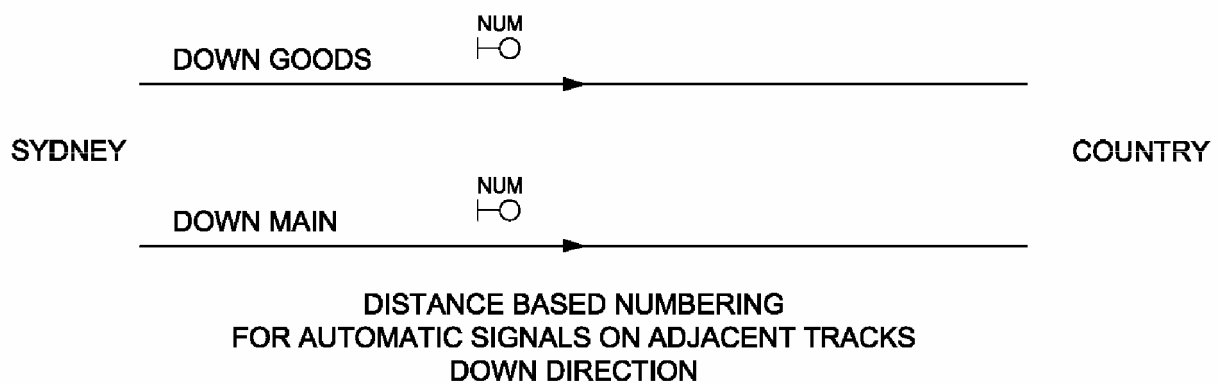 NUM
DOWN GOODS
SYDNEY
COUNTRY
NUM
DOWN MAIN
DISTANCE BASED NUMBERING
FOR AUTOMATIC SIGNALS ON ADJACENT TRACKS
DOWN DIRECTION